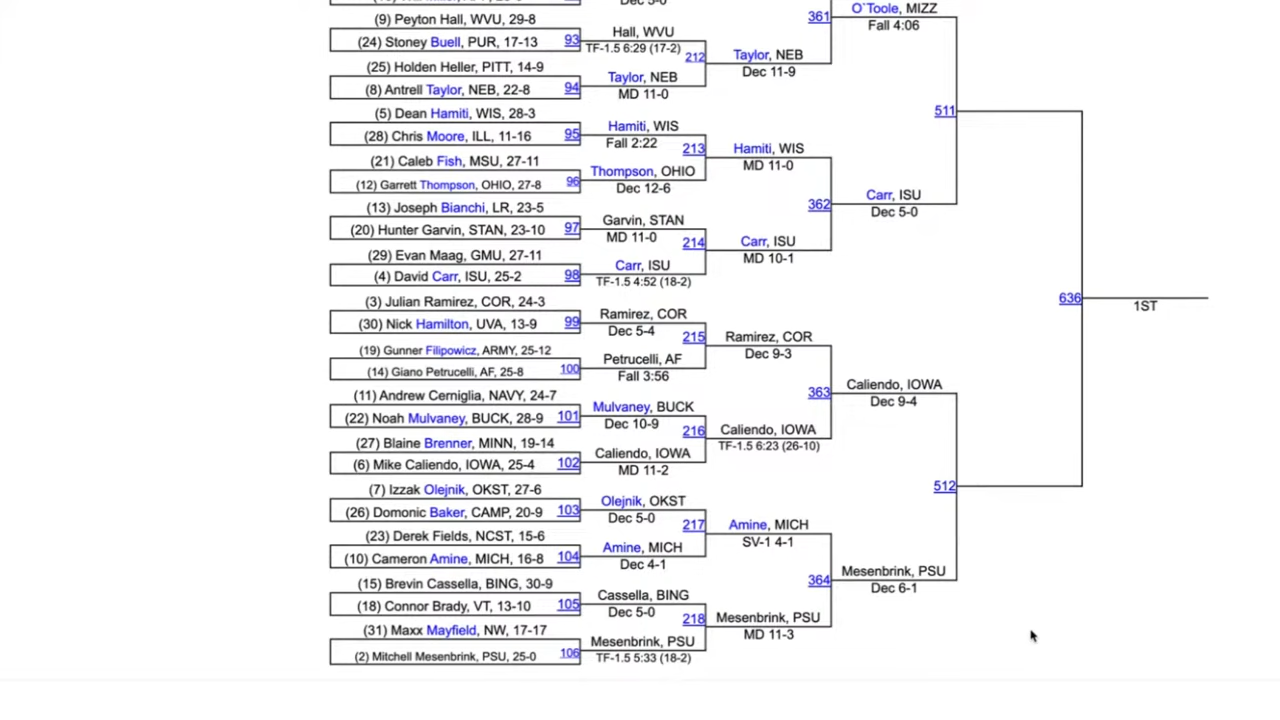 Dec 5-0
(9) Peyton Hall, WVU, 29-8
(24) Stoney Buell, PUR, 17-13
93
(25) Holden Heller, PITT, 14-9
(8) Antrell Taylor, NEB, 22-8
94
(5) Dean Hamiti, WIS, 28-3
(28) Chris Moore, ILL, 11-16
95
(21) Caleb Fish, MSU, 27-11
(12) Garrett Thompson, OHIO, 27-8
96
(13) Joseph Bianchi, LR, 23-5
(20) Hunter Garvin, STAN, 23-10
97
(29) Evan Maag, GMU, 27-11
(4) David Carr, ISU, 25-2
98
(3) Julian Ramirez, COR, 24-3
(30) Nick Hamilton, UVA, 13-9
99
(19) Gunner Filipowicz, ARMY, 25-12
(14) Giano Petrucelli, AF, 25-8
100
(11) Andrew Cerniglia, NAVY, 24-7
(22) Noah Mulvaney, BUCK, 28-9
101
(27) Blaine Brenner, MINN, 19-14
(6) Mike Caliendo, IOWA, 25-4
102
(7) Izzak Olejnik, OKST, 27-6
(26) Domonic Baker, CAMP, 20-9
103
(23) Derek Fields, NCST, 15-6
(10) Cameron Amine, MICH, 16-8
104
(15) Brevin Cassella, BING, 30-9
(18) Connor Brady, VT, 13-10
105
(31) Maxx Mayfield, NW, 17-17
(2) Mitchell Mesenbrink, PSU, 25-0
106
Hall, WVU
TF-1.5 6:29 (17-2)
212
Taylor, NEB
MD 11-0
Hamiti, WIS
Fall 2:22
213
Thompson, OHIO
Dec 12-6
Garvin, STAN
MD 11-0
214
Carr, ISU
TF-1.5 4:52 (18-2)
Ramirez, COR
Dec 5-4
215
Petrucelli, AF
Fall 3:56
Mulvaney, BUCK
Dec 10-9
216
Caliendo, IOWA
MD 11-2
Olejnik, OKST
Dec 5-0
217
Amine, MICH
Dec 4-1
Cassella, BING
Dec 5-0
218
Mesenbrink, PSU
TF-1.5 5:33 (18-2)
361
Taylor, NEB
Dec 11-9
Hamiti, WIS
MD 11-0
362
Carr, ISU
MD 10-1
Ramirez, COR
Dec 9-3
363
Caliendo, IOWA
TF-1.5 6:23 (26-10)
Amine, MICH
SV-1 4-1
364
Mesenbrink, PSU
MD 11-3
O`Toole, MIZZ
Fall 4:06
511
Carr, ISU
Dec 5-0
Caliendo, IOWA
Dec 9-4
512
Mesenbrink, PSU
Dec 6-1
636
1ST